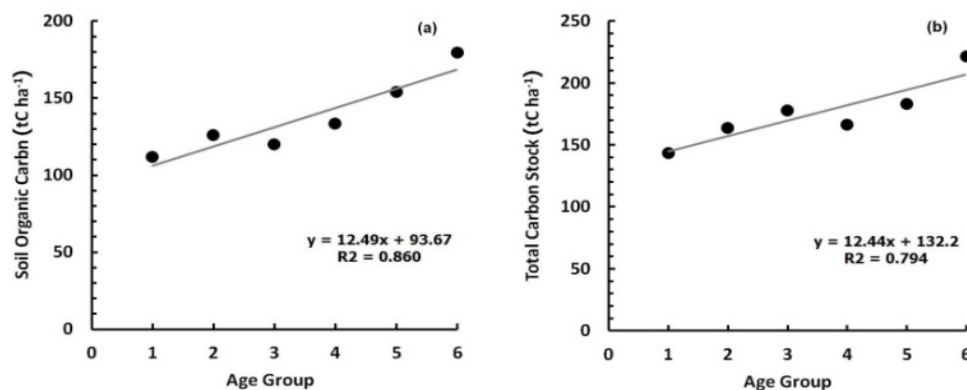 (a)
200
150
100
50
0
Soil Organic Carbn (tC ha-1)
y = 12.49x + 93.67
R2 = 0.860
0 1 2 3 4 5 6
Age Group
(b)
250
200
150
100
50
0
Total Carbon Stock (tC ha-1)
y = 12.44x + 132.2
R2 = 0.794
0 1 2 3 4 5 6
Age Group